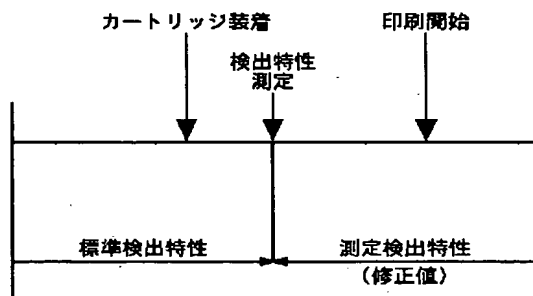 カートリッジ装着
印刷開始
検出特性
測定
標準検出特性
測定検出特性
(修正値)